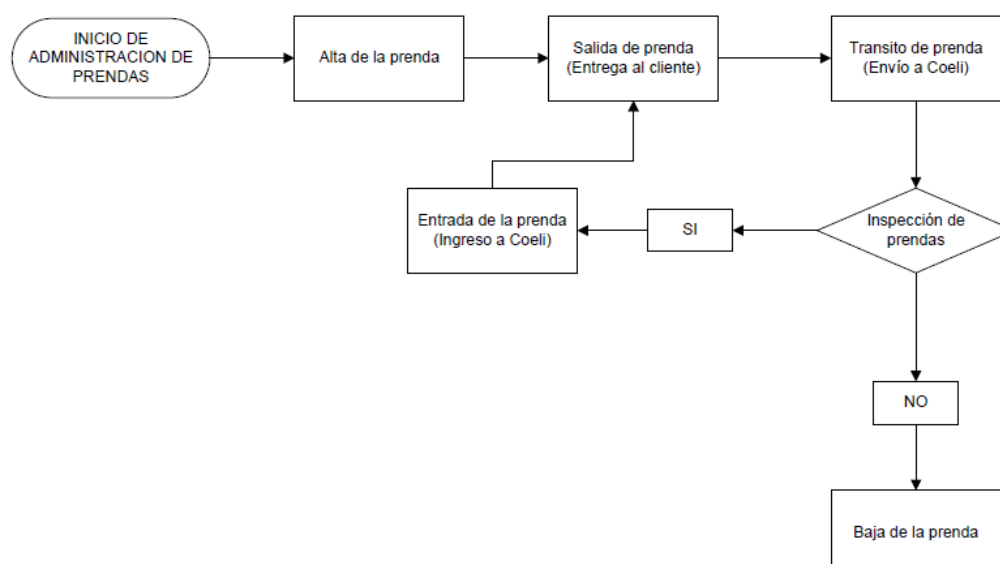 INICIO DE
ADMINISTRACION DE
PRENDAS
Alta de la prenda
Salida de prenda
(Entrega al cliente)
Transito de prenda
(Envío a Coeli)
Entrada de la prenda
(Ingreso a Coeli)
SI
Inspección de
prendas
NO
Baja de la prenda